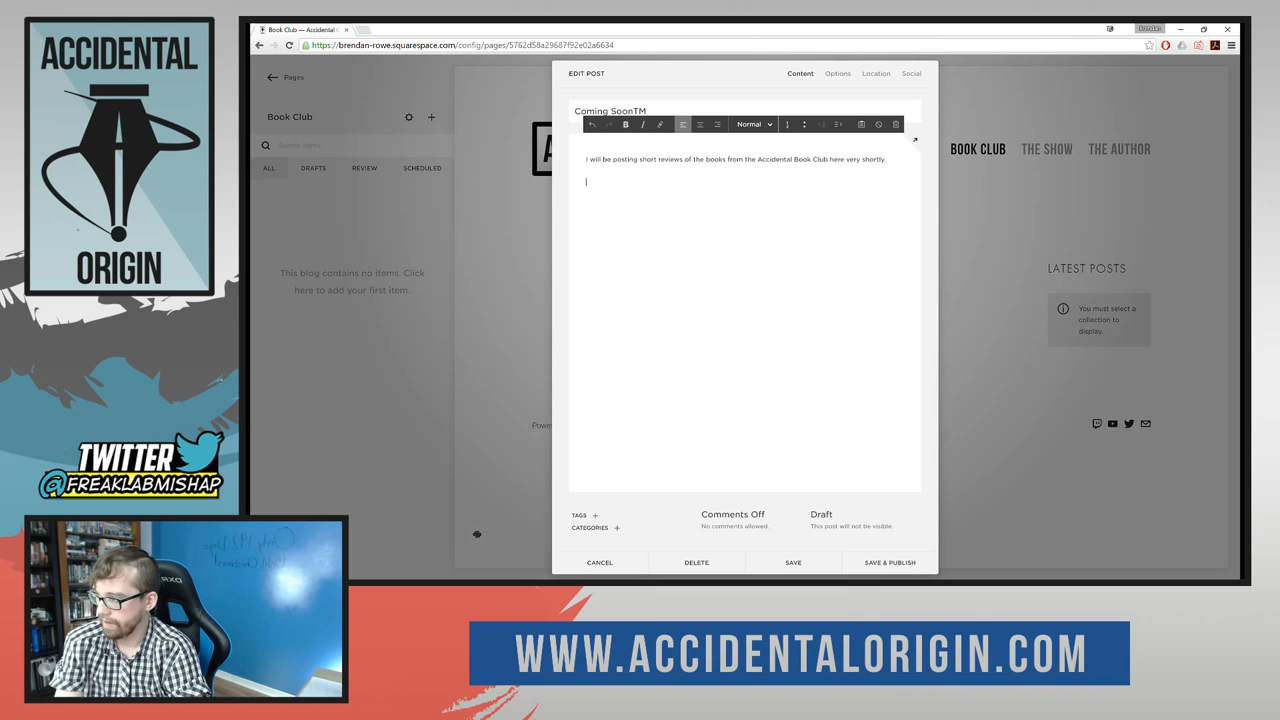 ACCIDENTAL
ORIGIN
TWITTER
@FREAKLABMISHAP
DXR
Book Club — Accidental O
Brendan
https://brendan-rowe.squarespace.com/config/pages/5762d58a29687f92e02a6634
Pages
Book Club
Search items...
ALL DRAFTS REVIEW SCHEDULED
This blog contains no items. Click
here to add your first item.
EDIT POST
Content Options Location Social
Coming SoonTM
B I Normal
I will be posting short reviews of the books from the Accidental Book Club here very shortly.
TAGS +
CATEGORIES +
Comments Off
No comments allowed.
Draft
This post will not be visible.
CANCEL DELETE SAVE SAVE & PUBLISH
A
BOOK CLUB THE SHOW THE AUTHOR
LATEST POSTS
You must select a
collection to
display.
Powe
WWW.ACCIDENTALORIGIN.COM